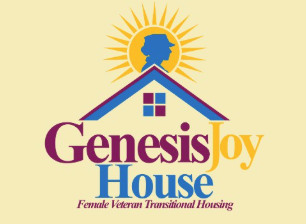 Genesis Joy
House
Female Veteran Transitional Housing